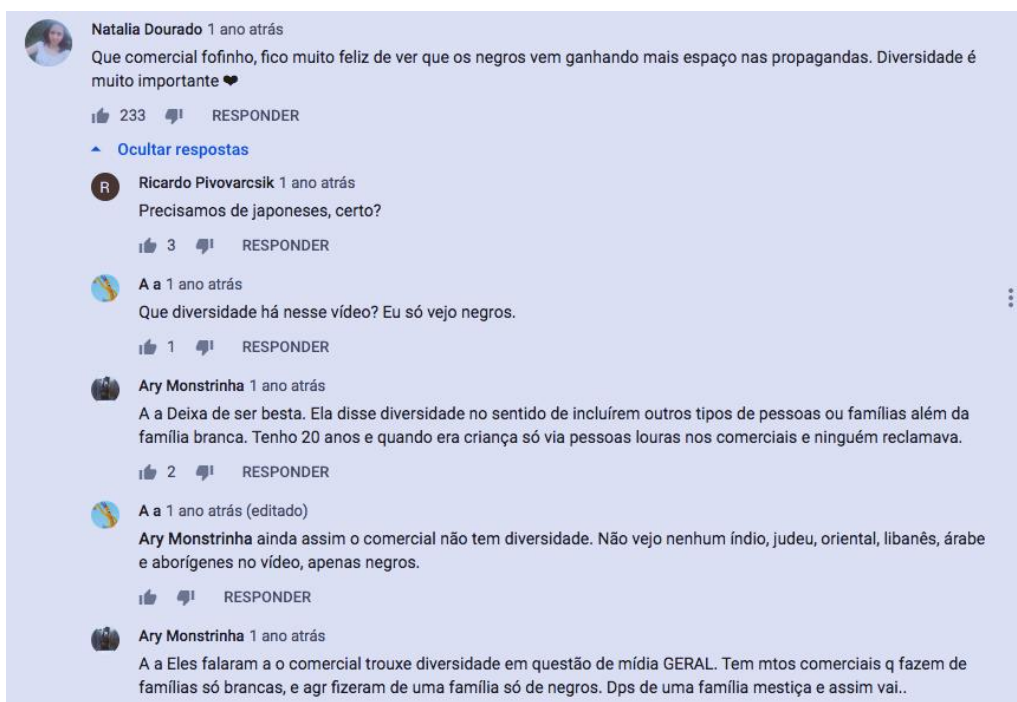 Natalia Dourado 1 ano atrás
Que comercial fofinho, fico muito feliz de ver que os negros vem ganhando mais espaço nas propagandas. Diversidade é
muito importante ❤
233 RESPONDER
Ocultar respostas
R
Ricardo Pivovarcsik 1 ano atrás
Precisamos de japoneses, certo?
3 RESPONDER
A a 1 ano atrás
Que diversidade há nesse vídeo? Eu só vejo negros.
1 RESPONDER
Ary Monstrinha 1 ano atrás
A a Deixa de ser besta. Ela disse diversidade no sentido de incluírem outros tipos de pessoas ou famílias além da
família branca. Tenho 20 anos e quando era criança só via pessoas louras nos comerciais e ninguém reclamava.
2 RESPONDER
A a 1 ano atrás (editado)
Ary Monstrinha ainda assim o comercial não tem diversidade. Não vejo nenhum índio, judeu, oriental, libanês, árabe
e aborígenes no vídeo, apenas negros.
RESPONDER
Ary Monstrinha 1 ano atrás
A a Eles falaram a o comercial trouxe diversidade em questão de mídia GERAL. Tem mtos comerciais q fazem de
famílias só brancas, e agr fizeram de uma família só de negros. Dps de uma família mestiça e assim vai..